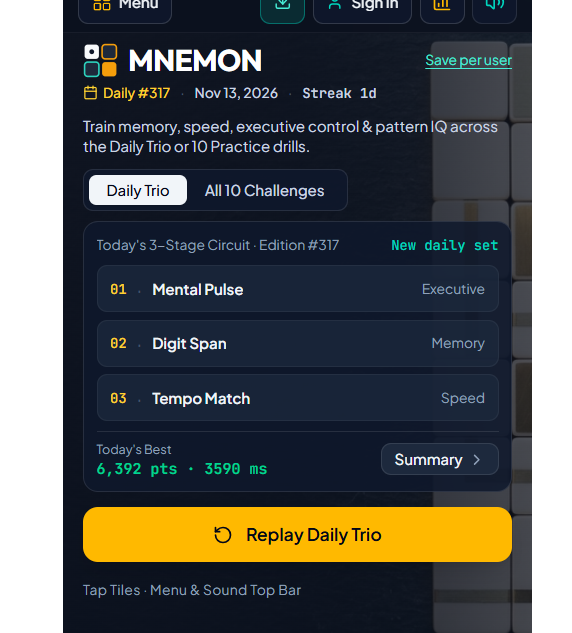 Menu
Sign in
MNEMON
Save per user
Daily #317 · Nov 13, 2026 · Streak 1d
Train memory, speed, executive control & pattern IQ across
the Daily Trio or 10 Practice drills.
Daily Trio
All 10 Challenges
Today's 3-Stage Circuit · Edition #317
New daily set
01 · Mental Pulse
Executive
02 · Digit Span
Memory
03 · Tempo Match
Speed
Today's Best
6,392 pts · 3590 ms
Summary
Replay Daily Trio
Tap Tiles · Menu & Sound Top Bar